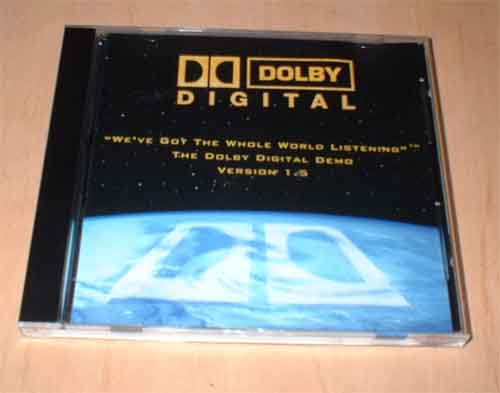 DOLBY
DIGITAL
"WE'VE GOT THE WHOLE WORLD LISTENING"™
THE DOLBY DIGITAL DEMO
VERSION 1.5